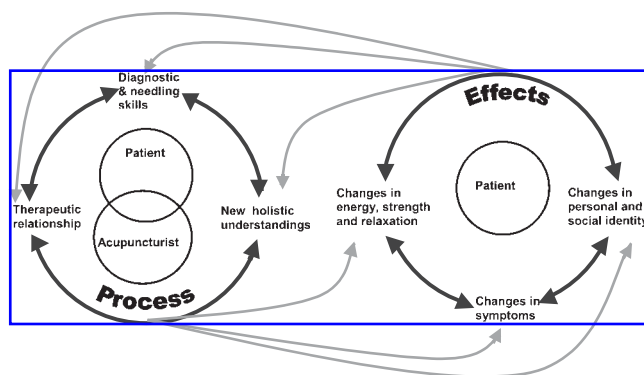 Diagnostic
& needling
skills
Effects
Patient
Patient
Therapeutic
relationship
New holistic
understandings
Changes in
energy, strength
and relaxation
Changes in
personal and
social identity
Acupuncturist
Process
Changes in
symptoms